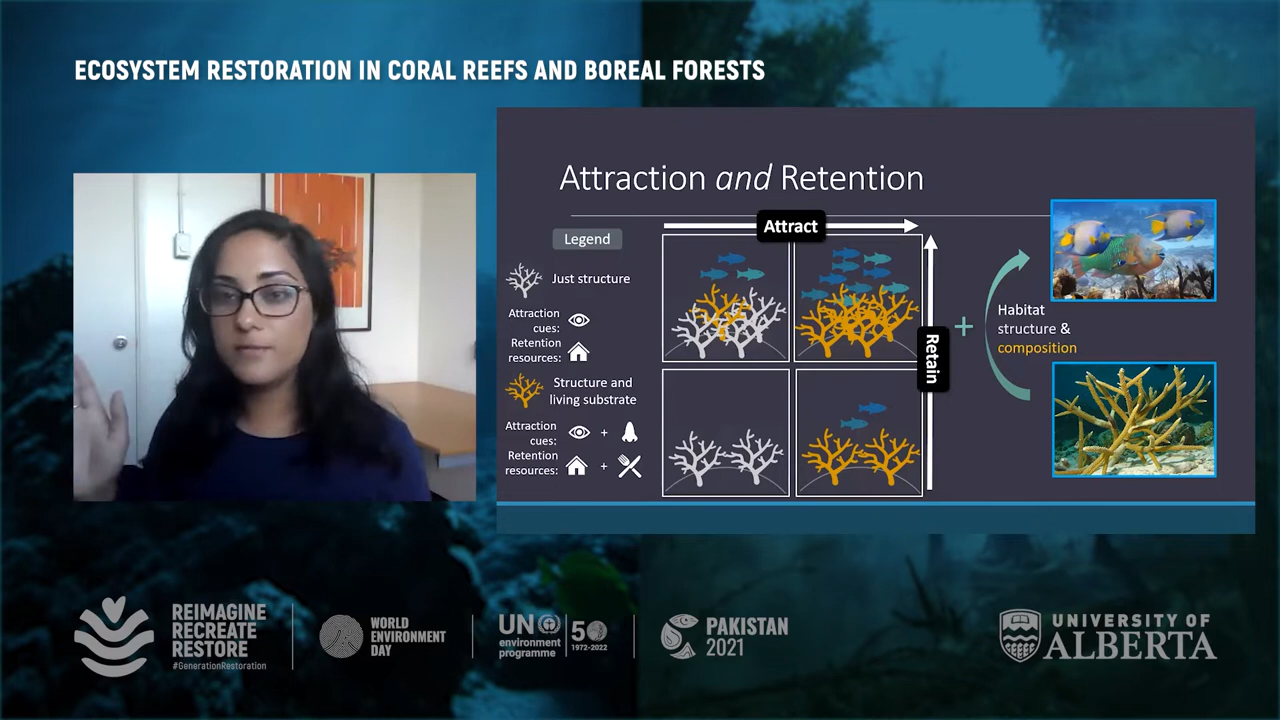 ECOSYSTEM RESTORATION IN CORAL REEFS AND BOREAL FORESTS
Attraction and Retention
Attract
Legend
Just structure
Attraction
cues:
Retention
resources:
Structure and
living substrate
Attraction
cues:
+
Retention
resources:
+
Retain
+
Habitat
structure &
composition
REIMAGINE
RECREATE
RESTORE
#GenerationRestoration
WORLD
ENVIRONMENT
DAY
UN
environment
programme
50
1972-2022
PAKISTAN
2021
UNIVERSITY OF
ALBERTA